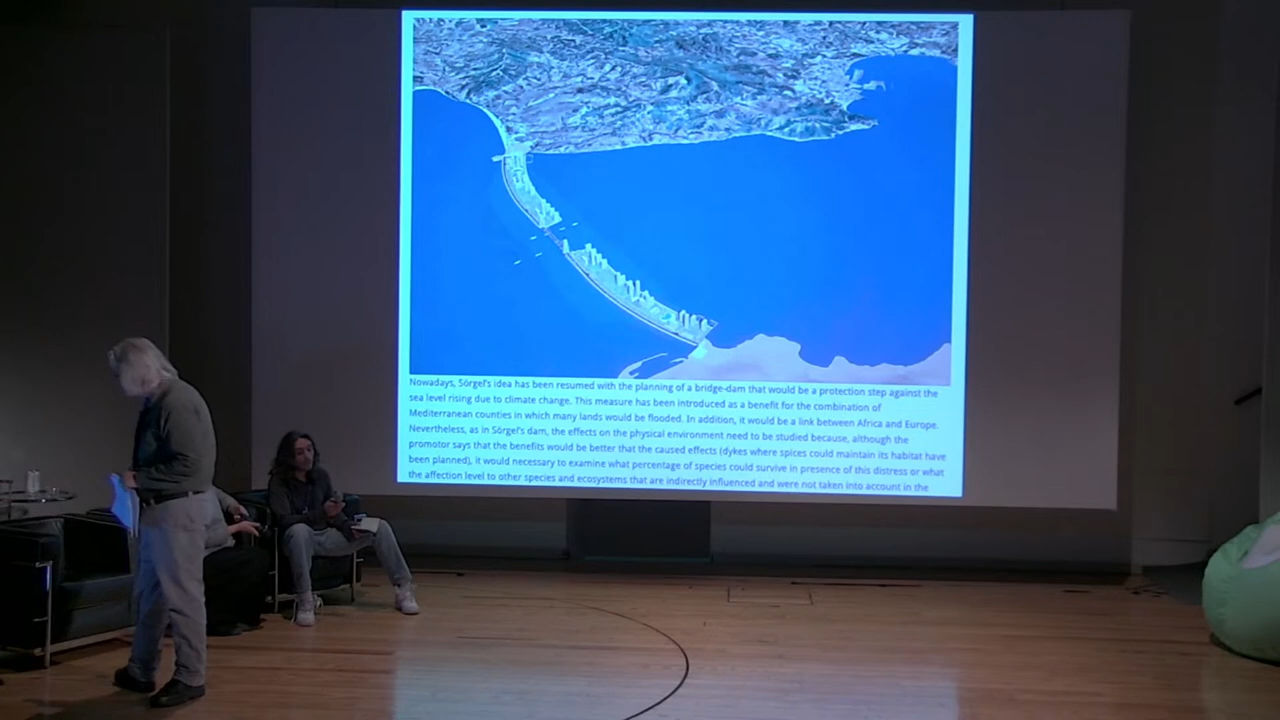 Nowadays, Sörgel's idea has been resumed with the planning of a bridge-dam that would be a protection step against the
sea level rising due to climate change. This measure has been introduced as a benefit for the combination of
Mediterranean counties in which many lands would be flooded. In addition, it would be a link between Africa and Europe.
Nevertheless, as in Sörgel's dam, the effects on the physical environment need to be studied because, although the
promotor says that the benefits would be better that the caused effects (dykes where spices could maintain its habitat have
been planned), it would necessary to examine what percentage of species could survive in presence of this distress or what
the affection level to other species and ecosystems that are indirectly influenced and were not taken into account in the